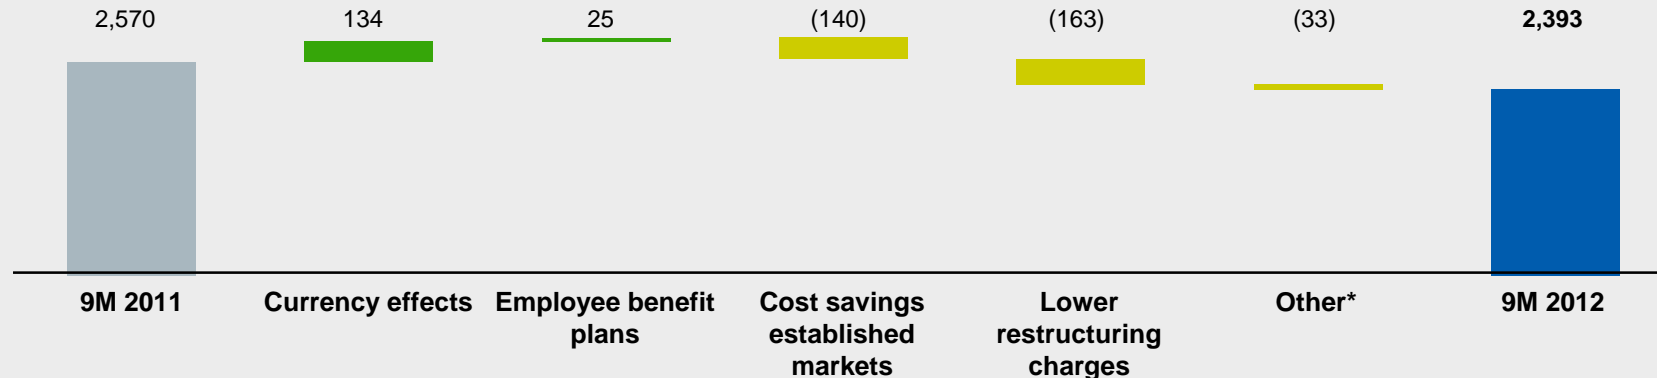 2,570 134 25 (140) (163) (33) 2,393
9M 2011 Currency effects Employee benefit Cost savings Lower Other* 9M 2012
plans established restructuring
markets charges